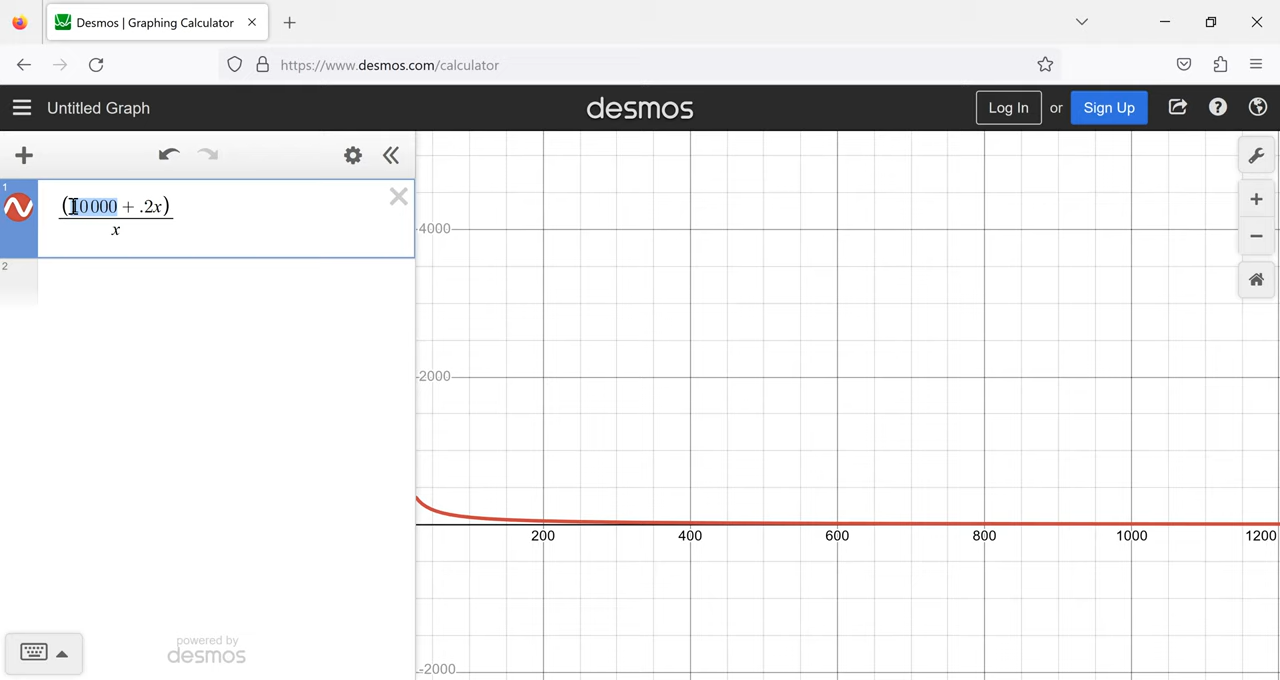 Desmos | Graphing Calculator
https://www.desmos.com/calculator
Untitled Graph
desmos
Log In or Sign Up
1
(10000 + .2x)
x
2
4000
2000
200 400 600 800 1000 1200
-2000
powered by
desmos